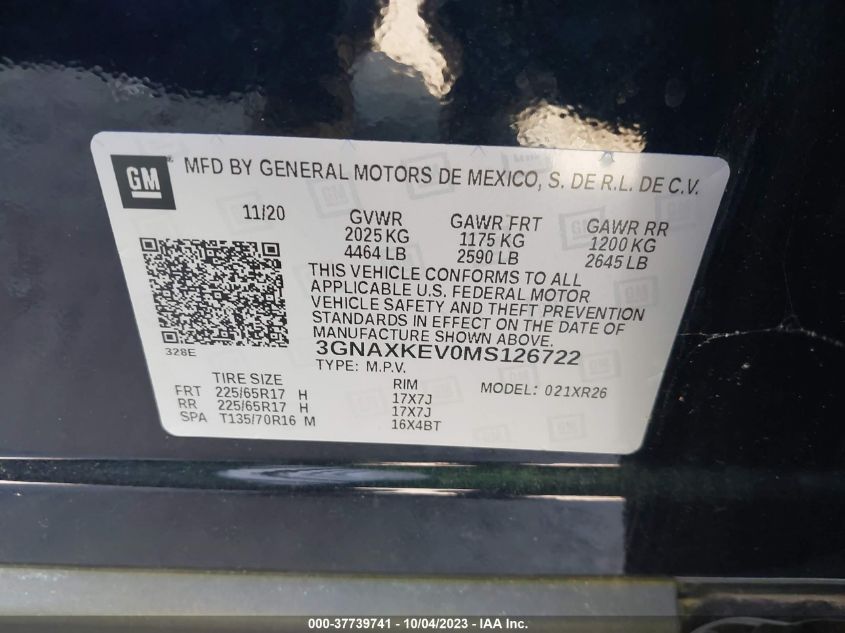 GM ® MFD BY GENERAL MOTORS DE MEXICO, S. DE R.L. DE C.V.
11/20 GVWR GAWR FRT GAWR RR
2025 KG 1175 KG 1200 KG
4464 LB 2590 LB 2645 LB
THIS VEHICLE CONFORMS TO ALL
APPLICABLE U.S. FEDERAL MOTOR
VEHICLE SAFETY AND THEFT PREVENTION
STANDARDS IN EFFECT ON THE DATE OF
MANUFACTURE SHOWN ABOVE.
328E 3GNAXKEV0MS126722
TYPE: M.P.V.
TIRE SIZE RIM MODEL: 021XR26
FRT 225/65R17 H 17X7J
RR 225/65R17 H 17X7J
SPA T135/70R16 M 16X4BT
000-37739741 - 10/04/2023 - IAA Inc.